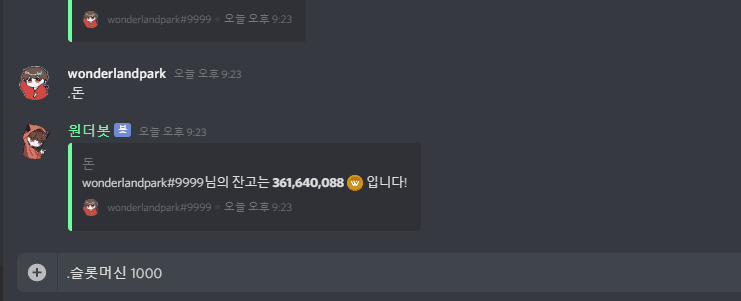 wonderlandpark#9999 • 오늘 오후 9:23
wonderlandpark 오늘 오후 9:23
.돈
원더봇 봇 오늘 오후 9:23
돈
wonderlandpark#9999님의 잔고는 361,640,088 W 입니다!
wonderlandpark#9999 • 오늘 오후 9:23
.슬롯머신 1000